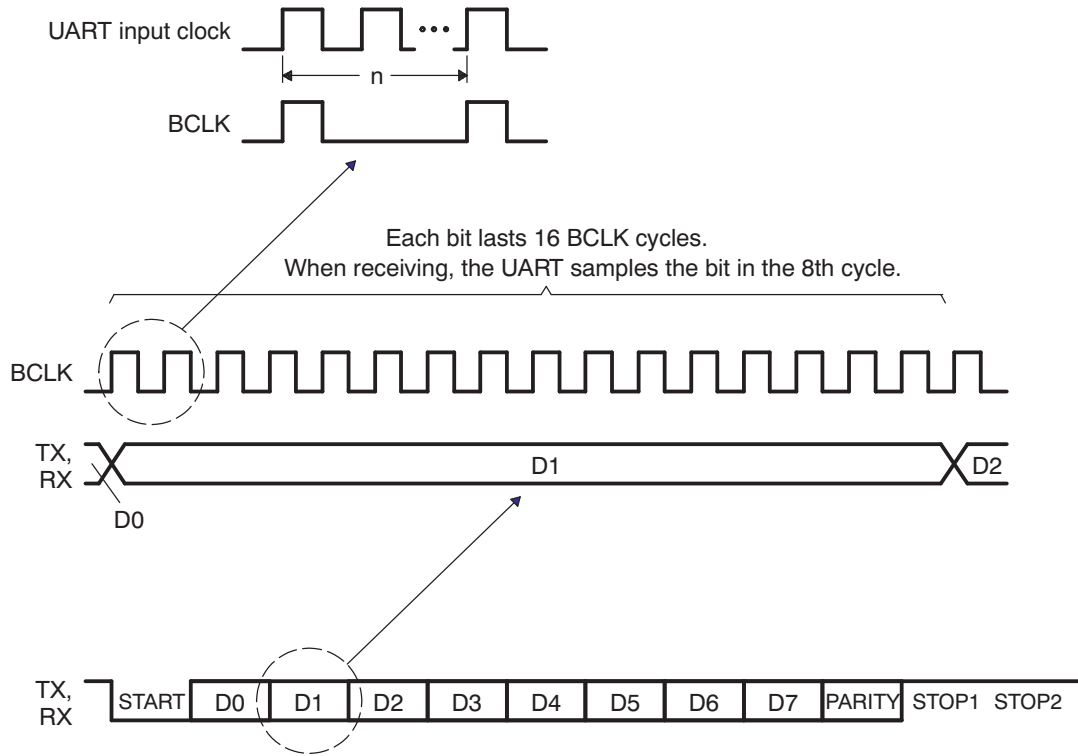 UART input clock
n
BCLK
Each bit lasts 16 BCLK cycles.
When receiving, the UART samples the bit in the 8th cycle.
BCLK
TX,
RX
D1
D2
D0
TX,
RX
START D0 D1 D2 D3 D4 D5 D6 D7 PARITY STOP1 STOP2